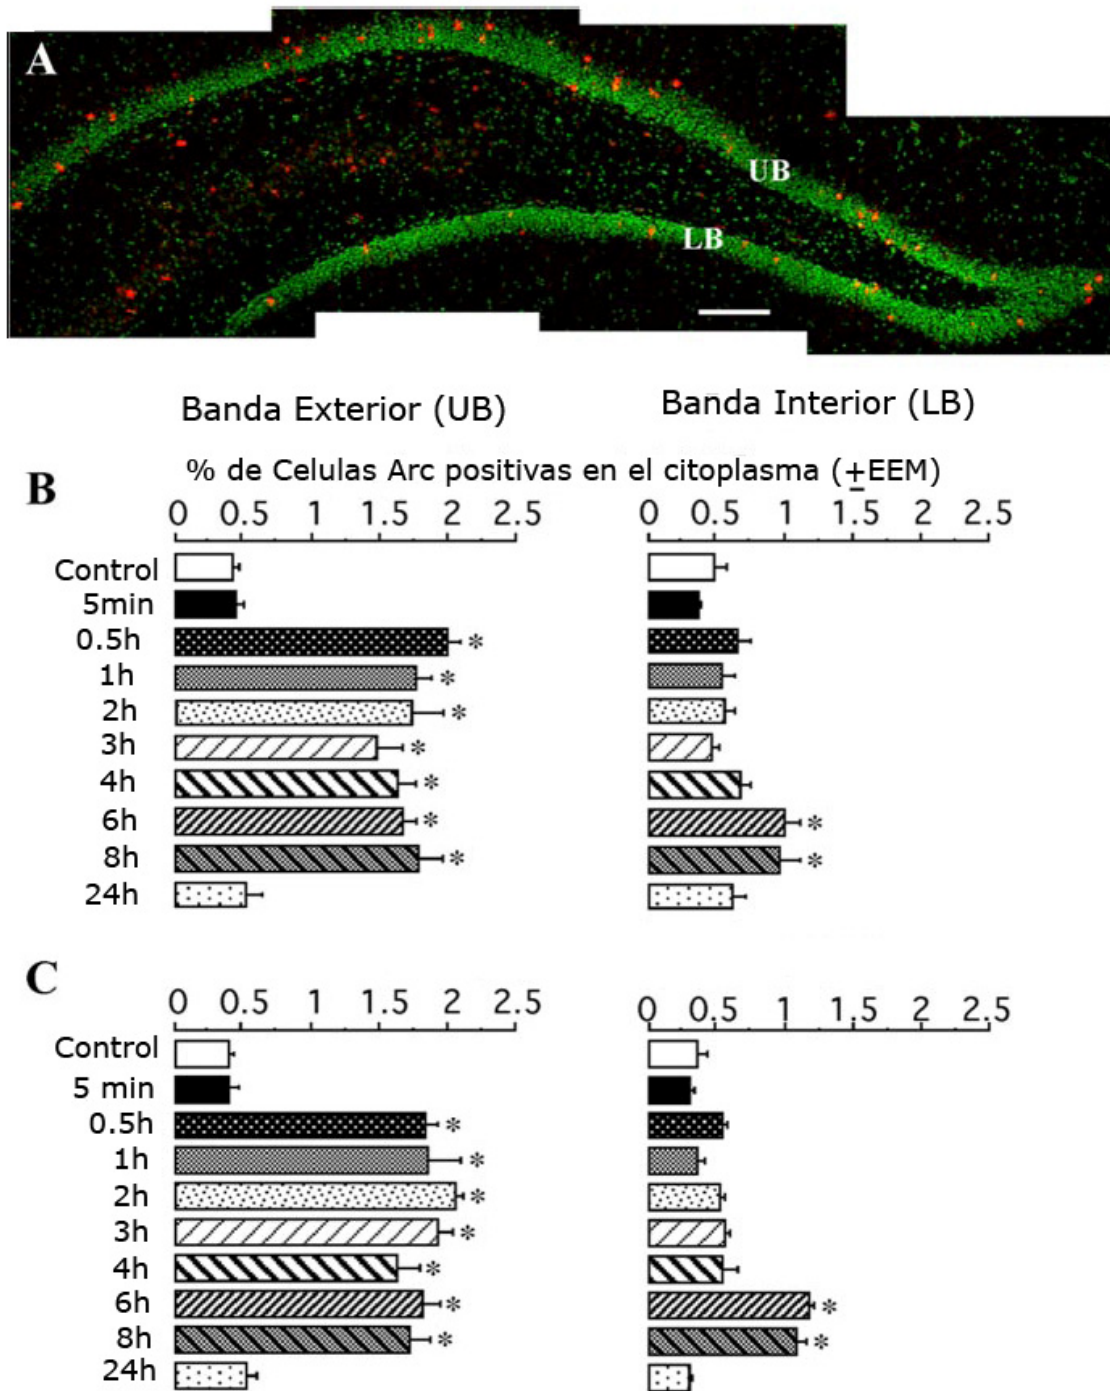 A
UB
LB
Banda Exterior (UB) Banda Interior (LB)
% de Celulas Arc positivas en el citoplasma (±EEM)
B
0 0.5 1 1.5 2 2.5 0 0.5 1 1.5 2 2.5
Control
5min
0.5h *
1h *
2h *
3h *
4h *
6h * *
8h * *
24h
C
0 0.5 1 1.5 2 2.5 0 0.5 1 1.5 2 2.5
Control
5 min
0.5h *
1h *
2h *
3h *
4h *
6h * *
8h * *
24h